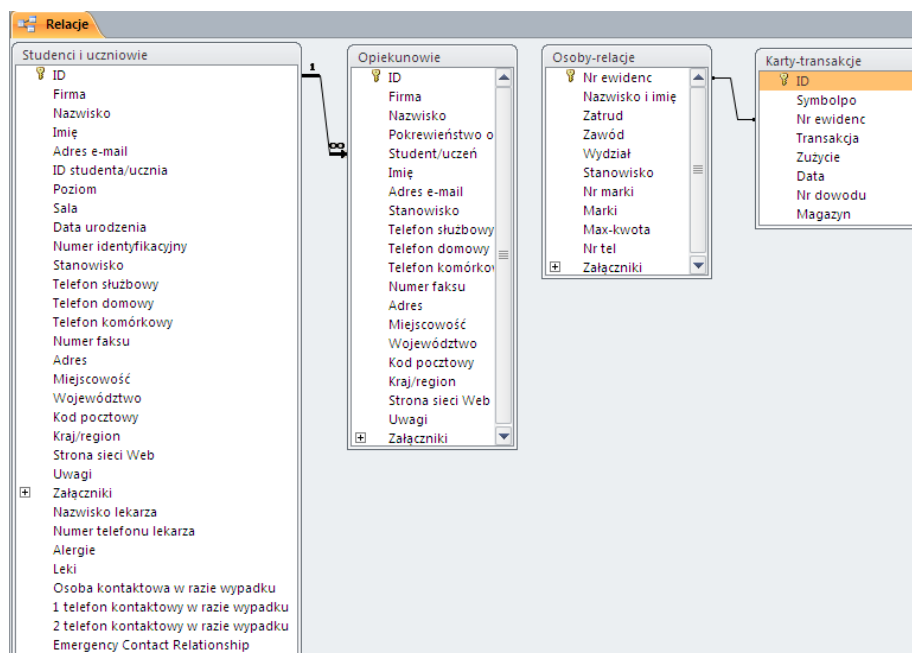 Relacje
Studenci i uczniowie
ID
Firma
Nazwisko
Imię
Adres e-mail
ID studenta/ucznia
Poziom
Sala
Data urodzenia
Numer identyfikacyjny
Stanowisko
Telefon służbowy
Telefon domowy
Telefon komórkowy
Numer faksu
Adres
Miejscowość
Województwo
Kod pocztowy
Kraj/region
Strona sieci Web
Uwagi
Załączniki
Nazwisko lekarza
Numer telefonu lekarza
Alergie
Leki
Osoba kontaktowa w razie wypadku
1 telefon kontaktowy w razie wypadku
2 telefon kontaktowy w razie wypadku
Emergency Contact Relationship
1
∞
Opiekunowie
ID
Firma
Nazwisko
Pokrewieństwo o
Student/uczeń
Imię
Adres e-mail
Stanowisko
Telefon służbowy
Telefon domowy
Telefon komórko
Numer faksu
Adres
Miejscowość
Województwo
Kod pocztowy
Kraj/region
Strona sieci Web
Uwagi
Załączniki
Osoby-relacje
Nr ewidenc
Nazwisko i imię
Zatrud
Zawód
Wydział
Stanowisko
Nr marki
Marki
Max-kwota
Nr tel
Załączniki
Karty-transakcje
ID
Symbolpo
Nr ewidenc
Transakcja
Zużycie
Data
Nr dowodu
Magazyn